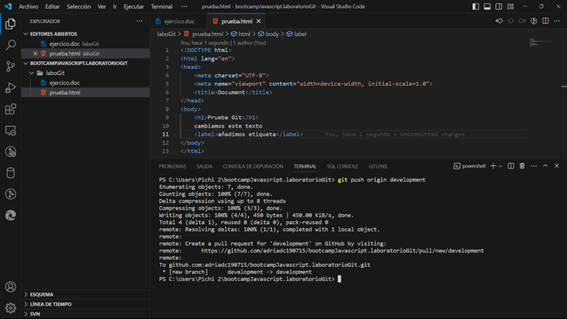 Archivo Editar Selección Ver Ir Ejecutar Terminal ··· prueba.html - bootcampJavascript.laboratorioGit - Visual Studio Code
EXPLORADOR
EDITORES ABIERTOS
ejercico.doc laboGit
prueba.html laboGit
BOOTCAMPJAVASCRIPT.LABORATORIOGIT
laboGit
ejercico.doc
prueba.html
ESQUEMA
LÍNEA DE TIEMPO
SVN
ejercico.doc prueba.html
laboGit > prueba.html > html > body > label
You, hace 1 segundo | 1 author (You)
1 <!DOCTYPE html>
2 <html lang="en">
3 <head>
4 <meta charset="UTF-8">
5 <meta name="viewport" content="width=device-width, initial-scale=1.0">
6 <title>Document</title>
7 </head>
8 <body>
9 <h1>Prueba Git</h1>
10 cambiamos este texto
11 <label>añadimos etiqueta</label> You, hace 1 segundo • Uncommitted changes
12 </body>
13 </html>
PROBLEMAS SALIDA CONSOLA DE DEPURACIÓN TERMINAL SQL CONSOLE GITLENS powershell
PS C:\Users\Pichi 2\bootcampJavascript.laboratorioGit> git push origin development
Enumerating objects: 7, done.
Counting objects: 100% (7/7), done.
Delta compression using up to 8 threads
Compressing objects: 100% (3/3), done.
Writing objects: 100% (4/4), 450 bytes | 450.00 KiB/s, done.
Total 4 (delta 1), reused 0 (delta 0), pack-reused 0
remote: Resolving deltas: 100% (1/1), completed with 1 local object.
remote:
remote: Create a pull request for 'development' on GitHub by visiting:
remote: https://github.com/adriadc190715/bootcampJavascript.laboratorioGit/pull/new/development
remote:
To github.com:adriadc190715/bootcampJavascript.laboratorioGit.git
* [new branch] development -> development
PS C:\Users\Pichi 2\bootcampJavascript.laboratorioGit>